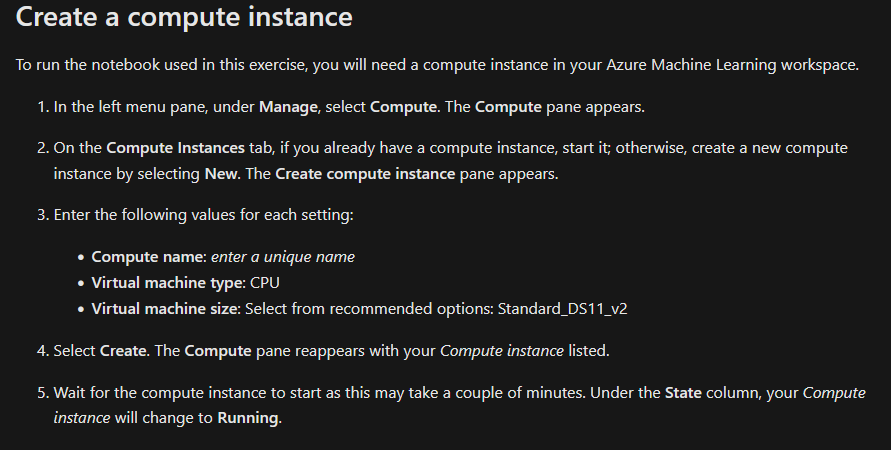 Create a compute instance
To run the notebook used in this exercise, you will need a compute instance in your Azure Machine Learning workspace.
1. In the left menu pane, under Manage, select Compute. The Compute pane appears.
2. On the Compute Instances tab, if you already have a compute instance, start it; otherwise, create a new compute
instance by selecting New. The Create compute instance pane appears.
3. Enter the following values for each setting:
• Compute name: enter a unique name
• Virtual machine type: CPU
• Virtual machine size: Select from recommended options: Standard_DS11_v2
4. Select Create. The Compute pane reappears with your Compute instance listed.
5. Wait for the compute instance to start as this may take a couple of minutes. Under the State column, your Compute
instance will change to Running.